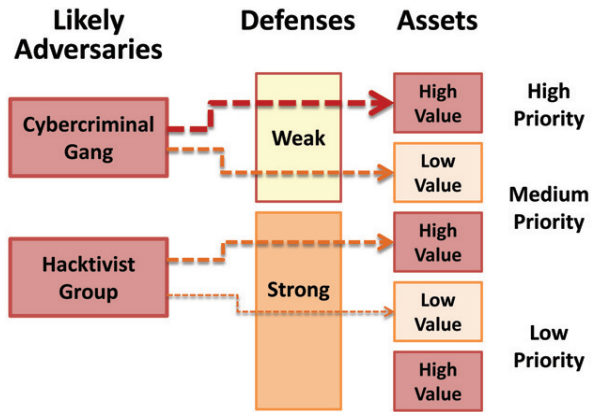 Likely
Adversaries
Defenses
Assets
Cybercriminal
Gang
Weak
High
Value
High
Priority
Low
Value
Medium
Priority
Hacktivist
Group
Strong
High
Value
Low
Value
Low
Priority
High
Value